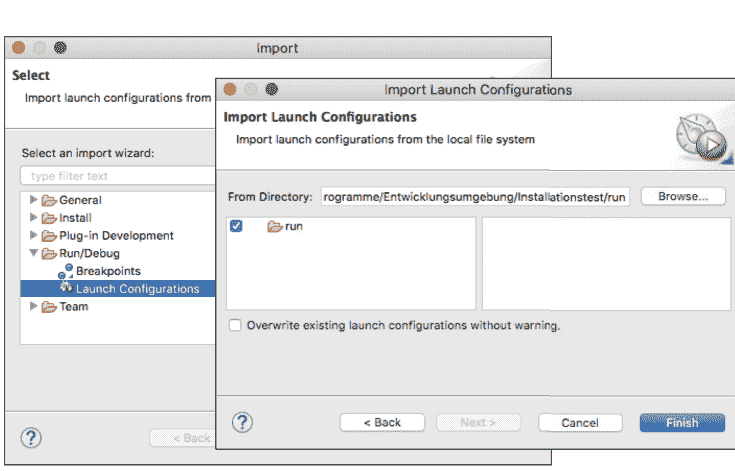 Import
Select
Import launch configurations from
Select an import wizard:
type filter text
General
Install
Plug-in Development
Run/Debug
Breakpoints
Launch Configurations
Team
?
< Back
Import Launch Configurations
Import Launch Configurations
Import launch configurations from the local file system
From Directory: rogramme/Entwicklungsumgebung/Installationstest/run Browse...
run
Overwrite existing launch configurations without warning.
? < Back Next > Cancel Finish